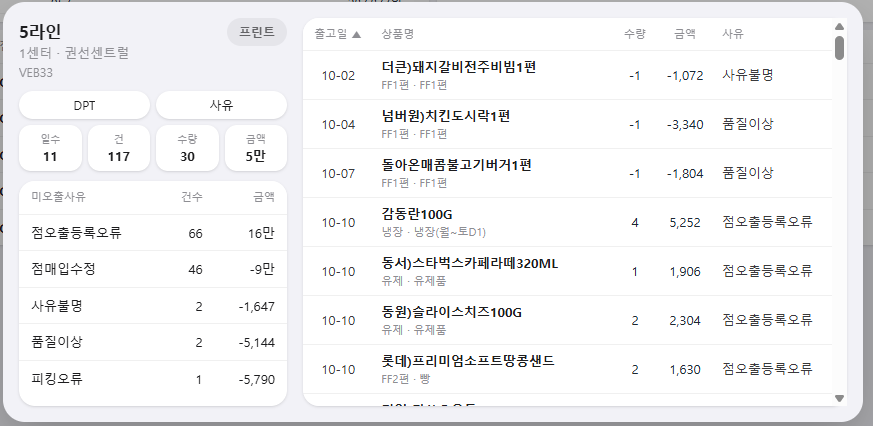 5라인
프린트
1센터 · 권선센트럴
VEB33
DPT
사유
일수
11
건
117
수량
30
금액
5만
미오출사유 건수 금액
점오출등록오류 66 16만
점매입수정 46 -9만
사유불명 2 -1,647
품질이상 2 -5,144
피킹오류 1 -5,790
출고일 ▲ 상품명 수량 금액 사유
10-02 더큰)돼지갈비전주비빔1편 -1 -1,072 사유불명
FF1편 · FF1편
10-04 넘버원)치킨도시락1편 -1 -3,340 품질이상
FF1편 · FF1편
10-07 돌아온매콤불고기버거1편 -1 -1,804 품질이상
FF1편 · FF1편
10-10 감동란100G 4 5,252 점오출등록오류
냉장 · 냉장(월~토D1)
10-10 동서)스타벅스카페라떼320ML 1 1,906 점오출등록오류
유제 · 유제품
10-10 동원)슬라이스치즈100G 2 2,304 점오출등록오류
유제 · 유제품
10-10 롯데)프리미엄소프트땅콩샌드 2 1,630 점오출등록오류
FF2편 · 빵